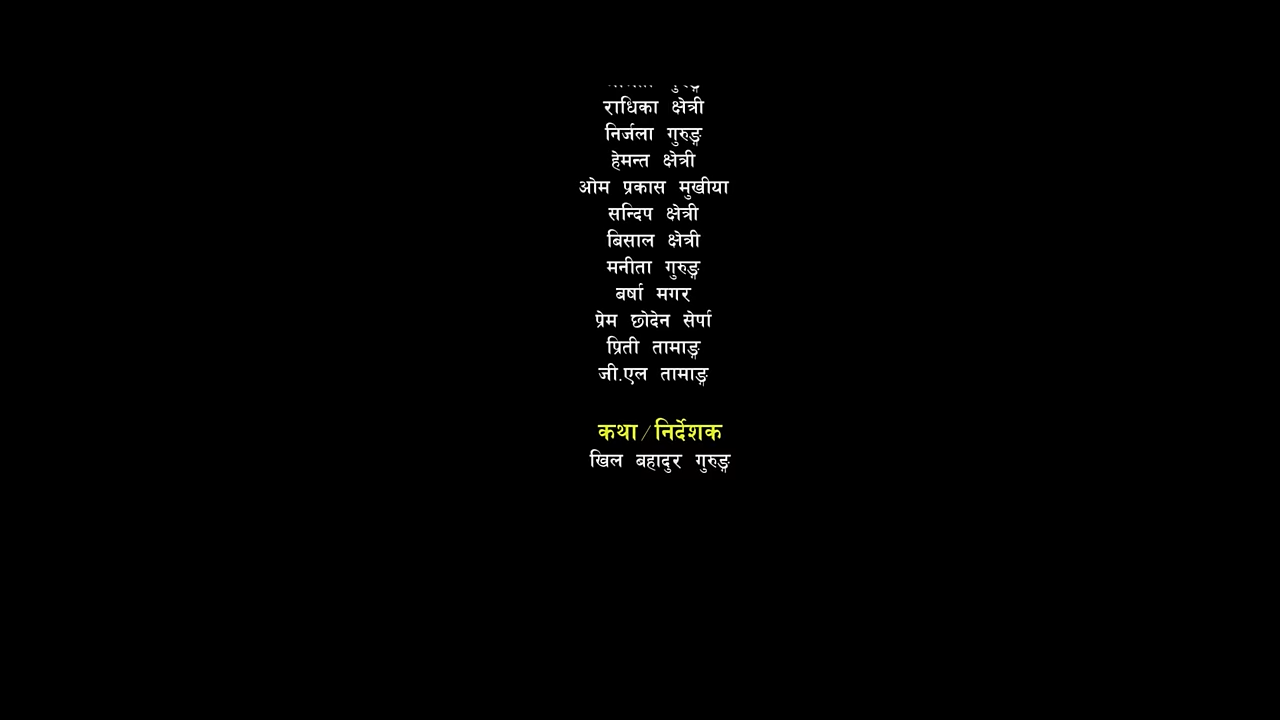 राधिका क्षेत्री
निर्जला गुरुङ्ग
हेमन्त क्षेत्री
ओम प्रकास मुखीया
सन्दिप क्षेत्री
बिसाल क्षेत्री
मनीता गुरुङ्ग
बर्षा मगर
प्रेम छोदेन सेर्पा
प्रिती तामाङ्ग
जी.एल तामाङ्ग
कथा/निर्देशक
खिल बहादुर गुरुङ्ग